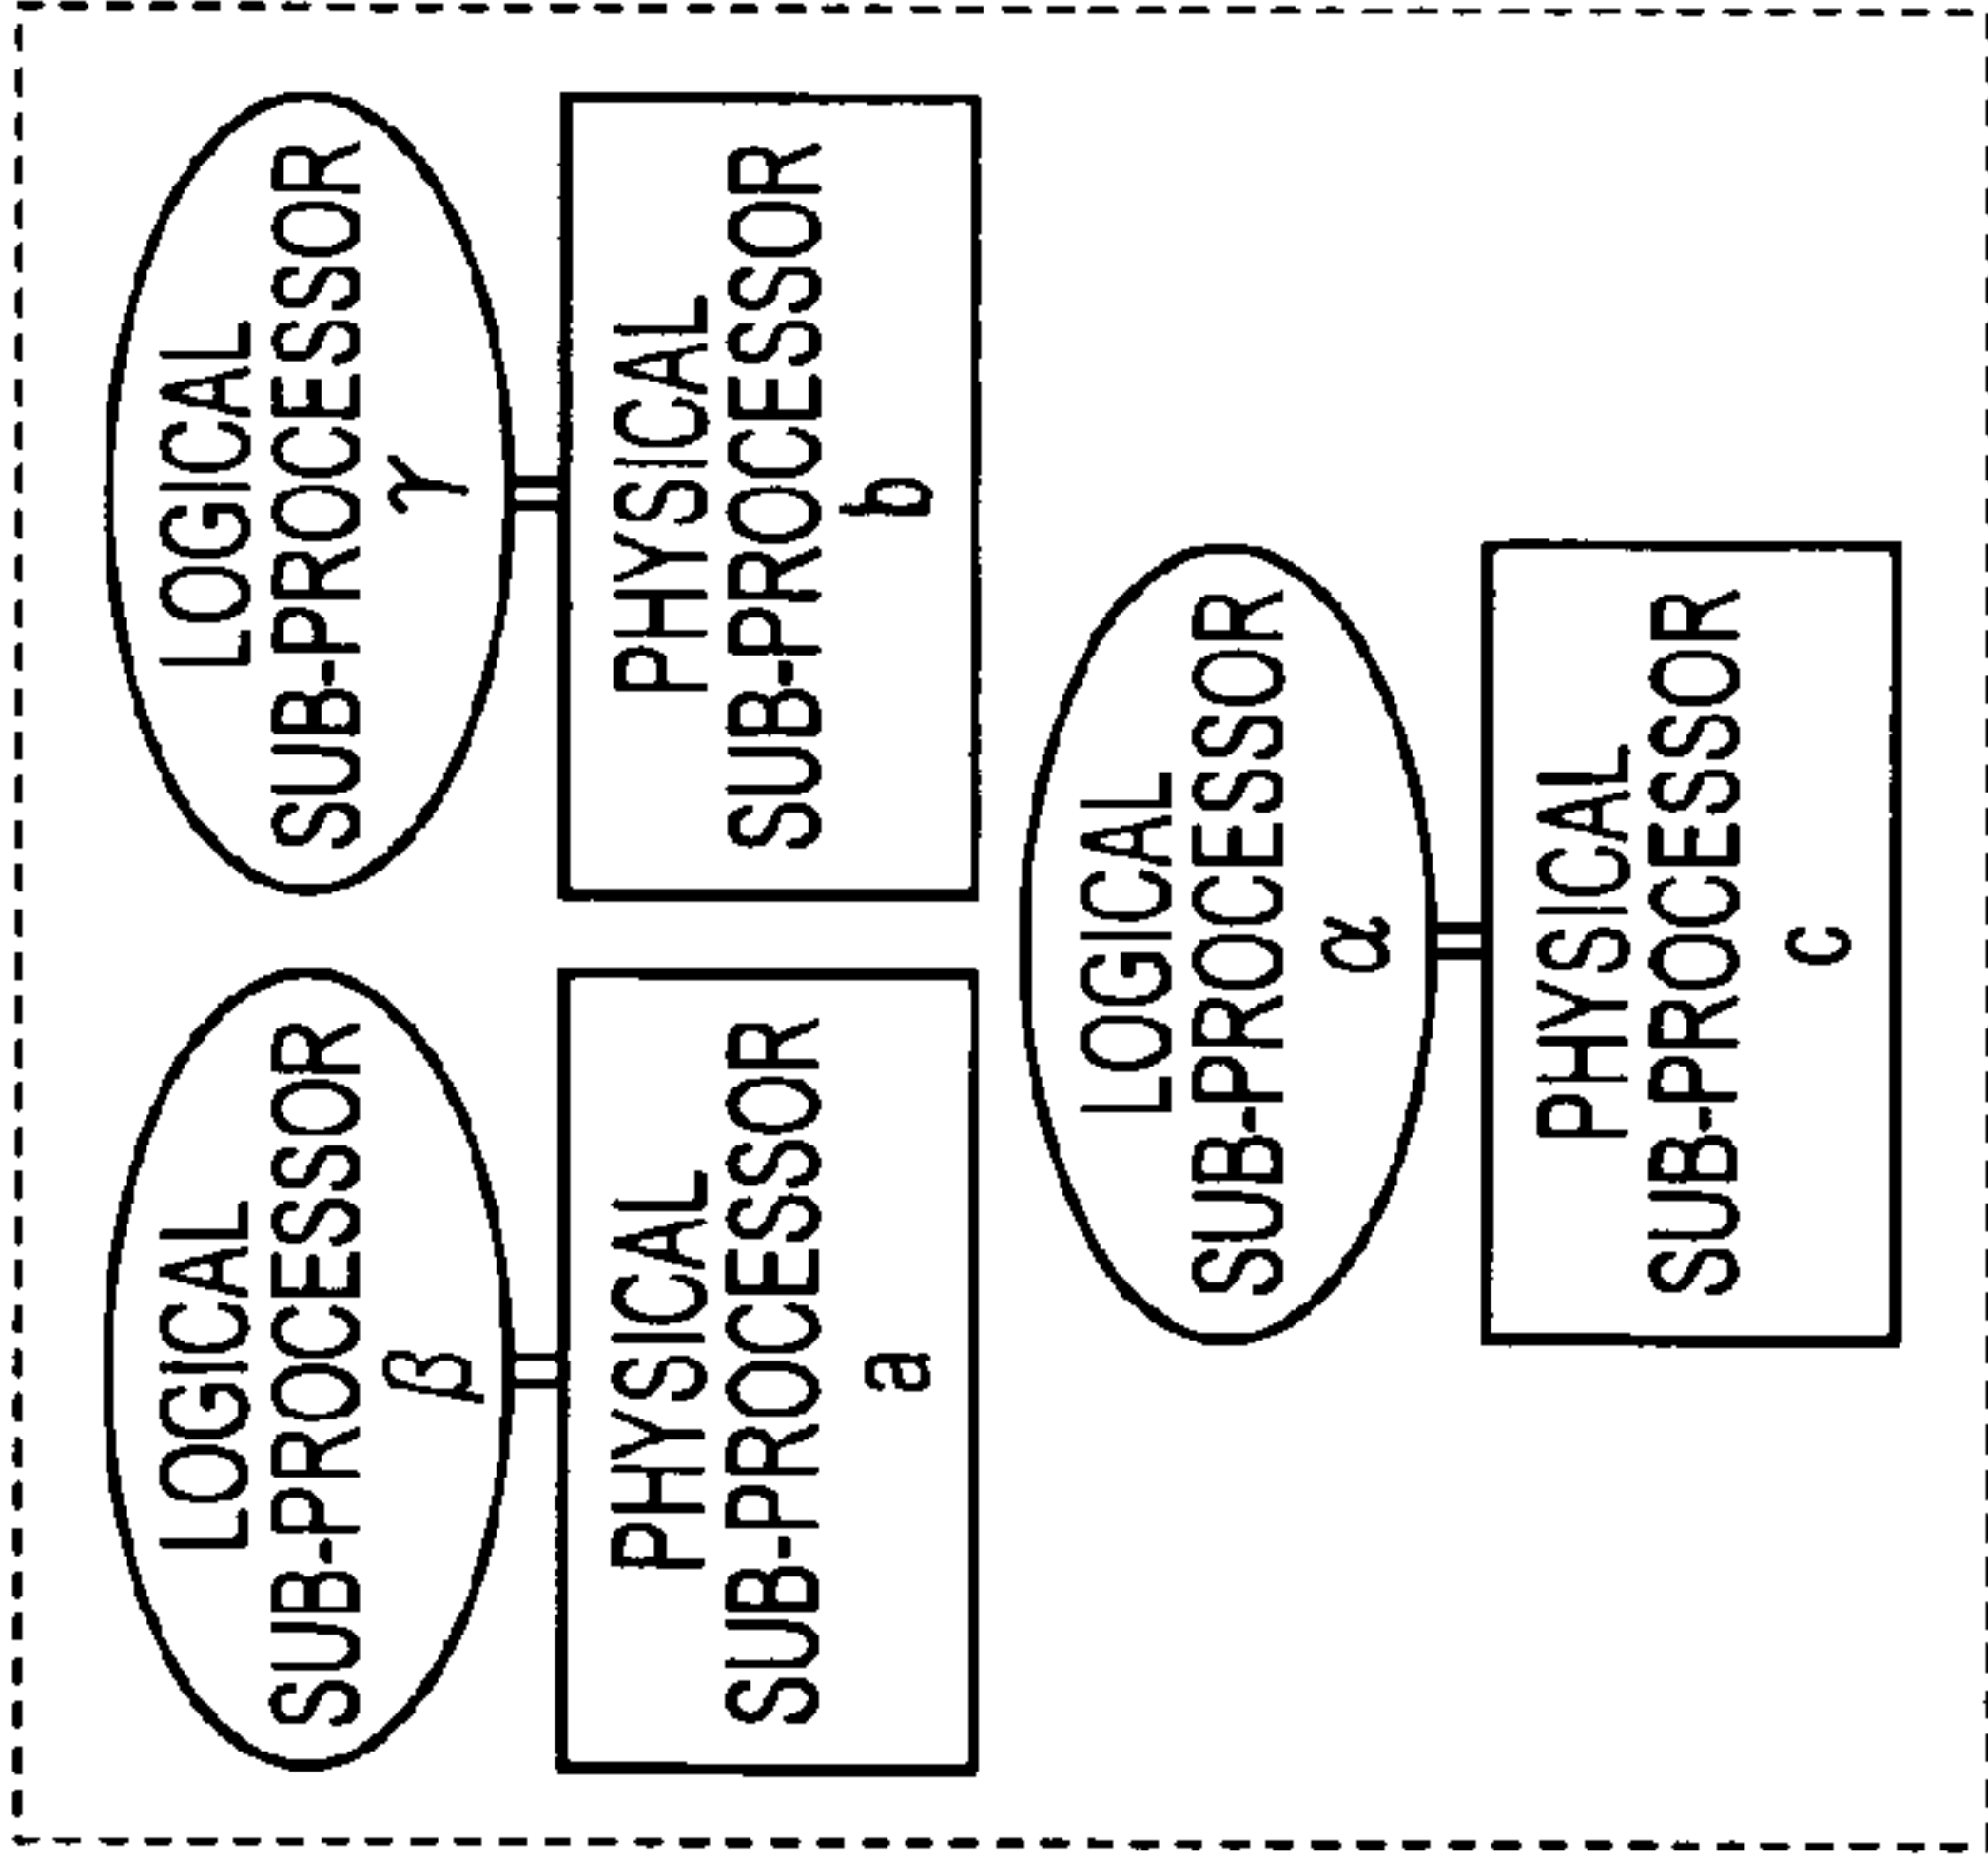 LOGICAL
SUB-PROCESSOR
β
PHYSICAL
SUB-PROCESSOR
a
LOGICAL
SUB-PROCESSOR
γ
PHYSICAL
SUB-PROCESSOR
b
LOGICAL
SUB-PROCESSOR
α
PHYSICAL
SUB-PROCESSOR
c